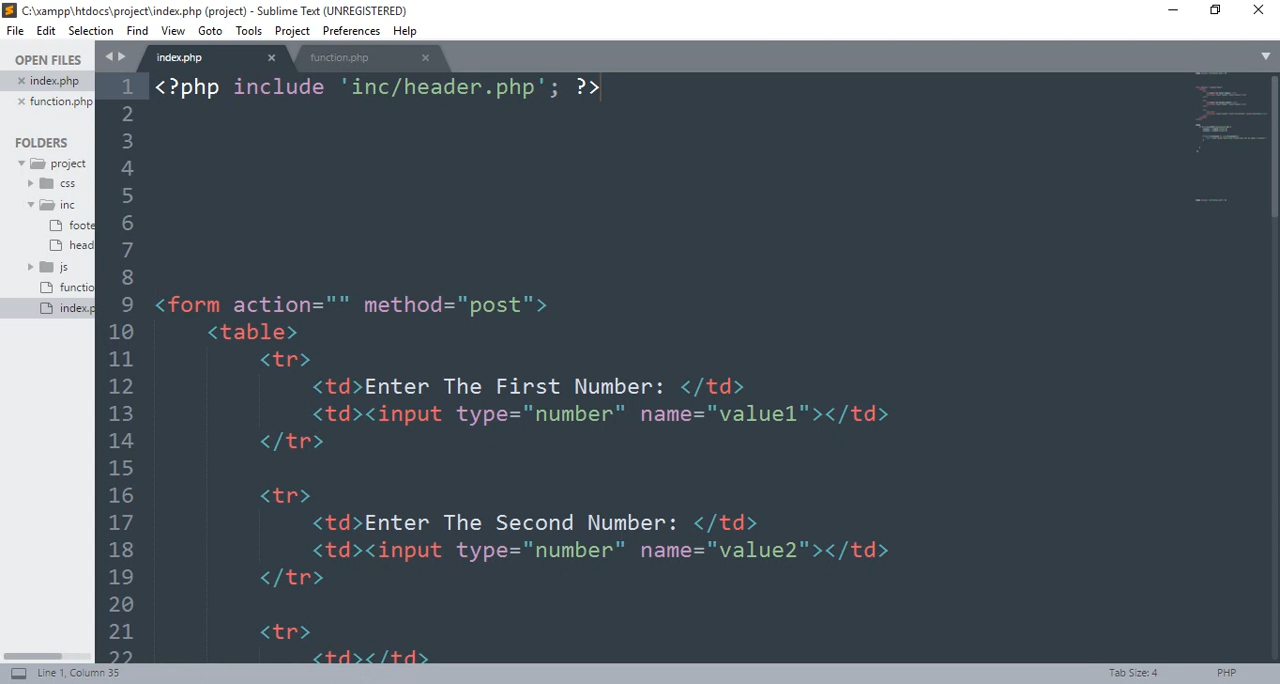 C:\xampp\htdocs\project\index.php (project) - Sublime Text (UNREGISTERED)
File Edit Selection Find View Goto Tools Project Preferences Help
OPEN FILES
index.php
function.php
FOLDERS
project
css
inc
foote
head
js
functio
index.p
index.php
function.php
1 <?php include 'inc/header.php'; ?>
2
3
4
5
6
7
8
9 <form action="" method="post">
10 <table>
11 <tr>
12 <td>Enter The First Number: </td>
13 <td><input type="number" name="value1"></td>
14 </tr>
15
16 <tr>
17 <td>Enter The Second Number: </td>
18 <td><input type="number" name="value2"></td>
19 </tr>
20
21 <tr>
22 <td></td>
Line 1, Column 35
Tab Size: 4
PHP